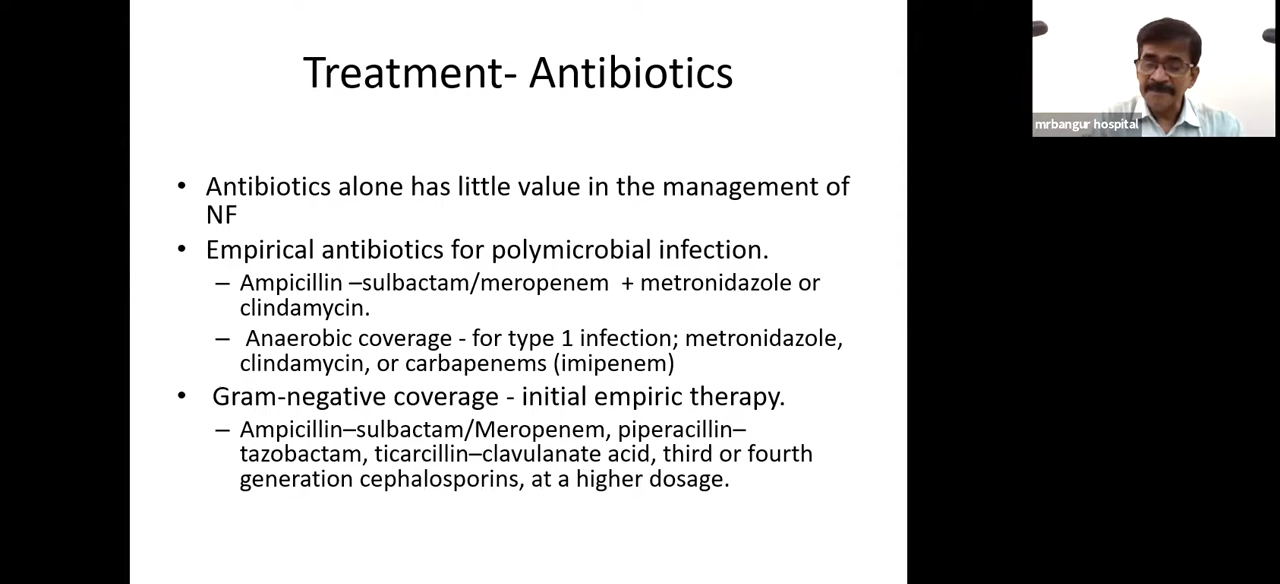 Treatment- Antibiotics
• Antibiotics alone has little value in the management of
NF
• Empirical antibiotics for polymicrobial infection.
– Ampicillin –sulbactam/meropenem + metronidazole or
clindamycin.
– Anaerobic coverage - for type 1 infection; metronidazole,
clindamycin, or carbapenems (imipenem)
• Gram-negative coverage - initial empiric therapy.
– Ampicillin–sulbactam/Meropenem, piperacillin–
tazobactam, ticarcillin–clavulanate acid, third or fourth
generation cephalosporins, at a higher dosage.
mrbangur hospital